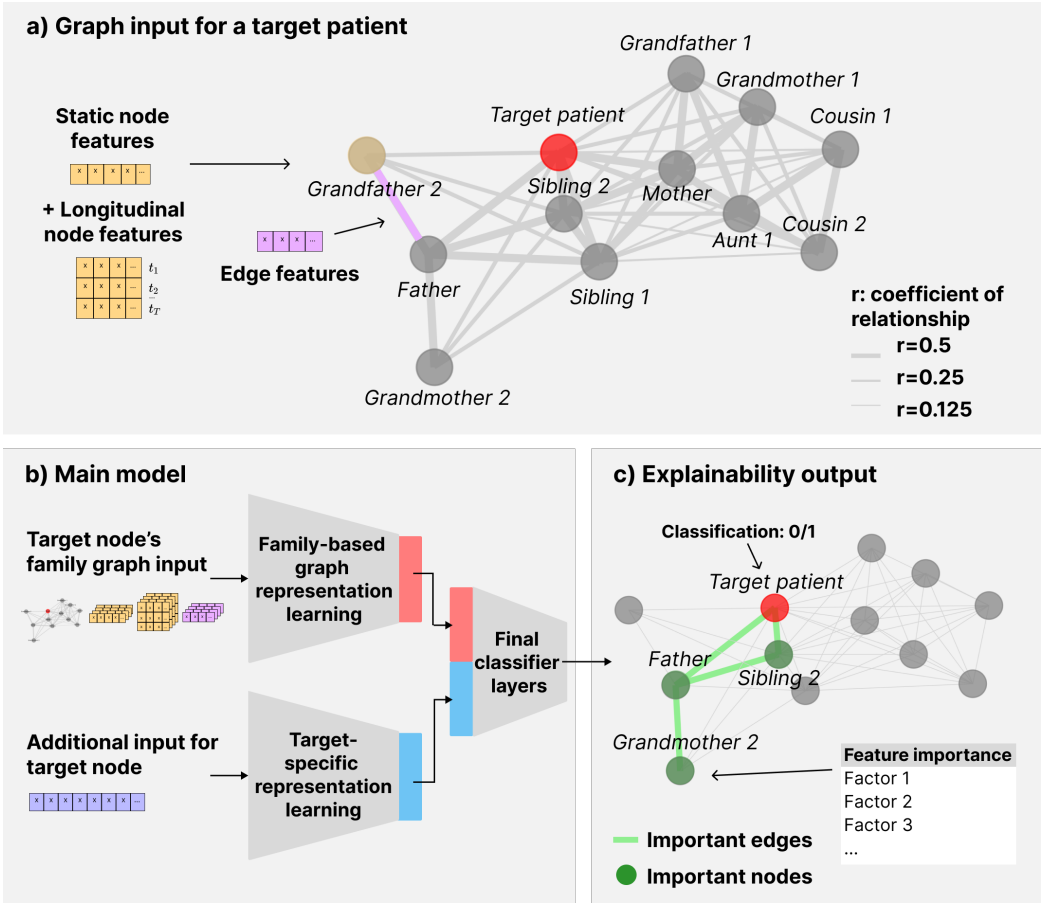 a) Graph input for a target patient
Static node
features
x x x x ...
+ Longitudinal
node features
x x x ... t1
x x x ... t2
...
x x x ... tT
x x x ...
Edge features
Grandfather 1
Grandmother 1
Target patient
Cousin 1
Grandfather 2
Sibling 2
Mother
Aunt 1
Cousin 2
Father
Sibling 1
Grandmother 2
r: coefficient of
relationship
r=0.5
r=0.25
r=0.125
b) Main model
Target node's
family graph input
Family-based
graph
representation
learning
Final
classifier
layers
Additional input for
target node
x x x x x x x ...
Target-
specific
representation
learning
c) Explainability output
Classification: 0/1
Target patient
Father
Sibling 2
Grandmother 2
Feature importance
Factor 1
Factor 2
Factor 3
...
Important edges
Important nodes